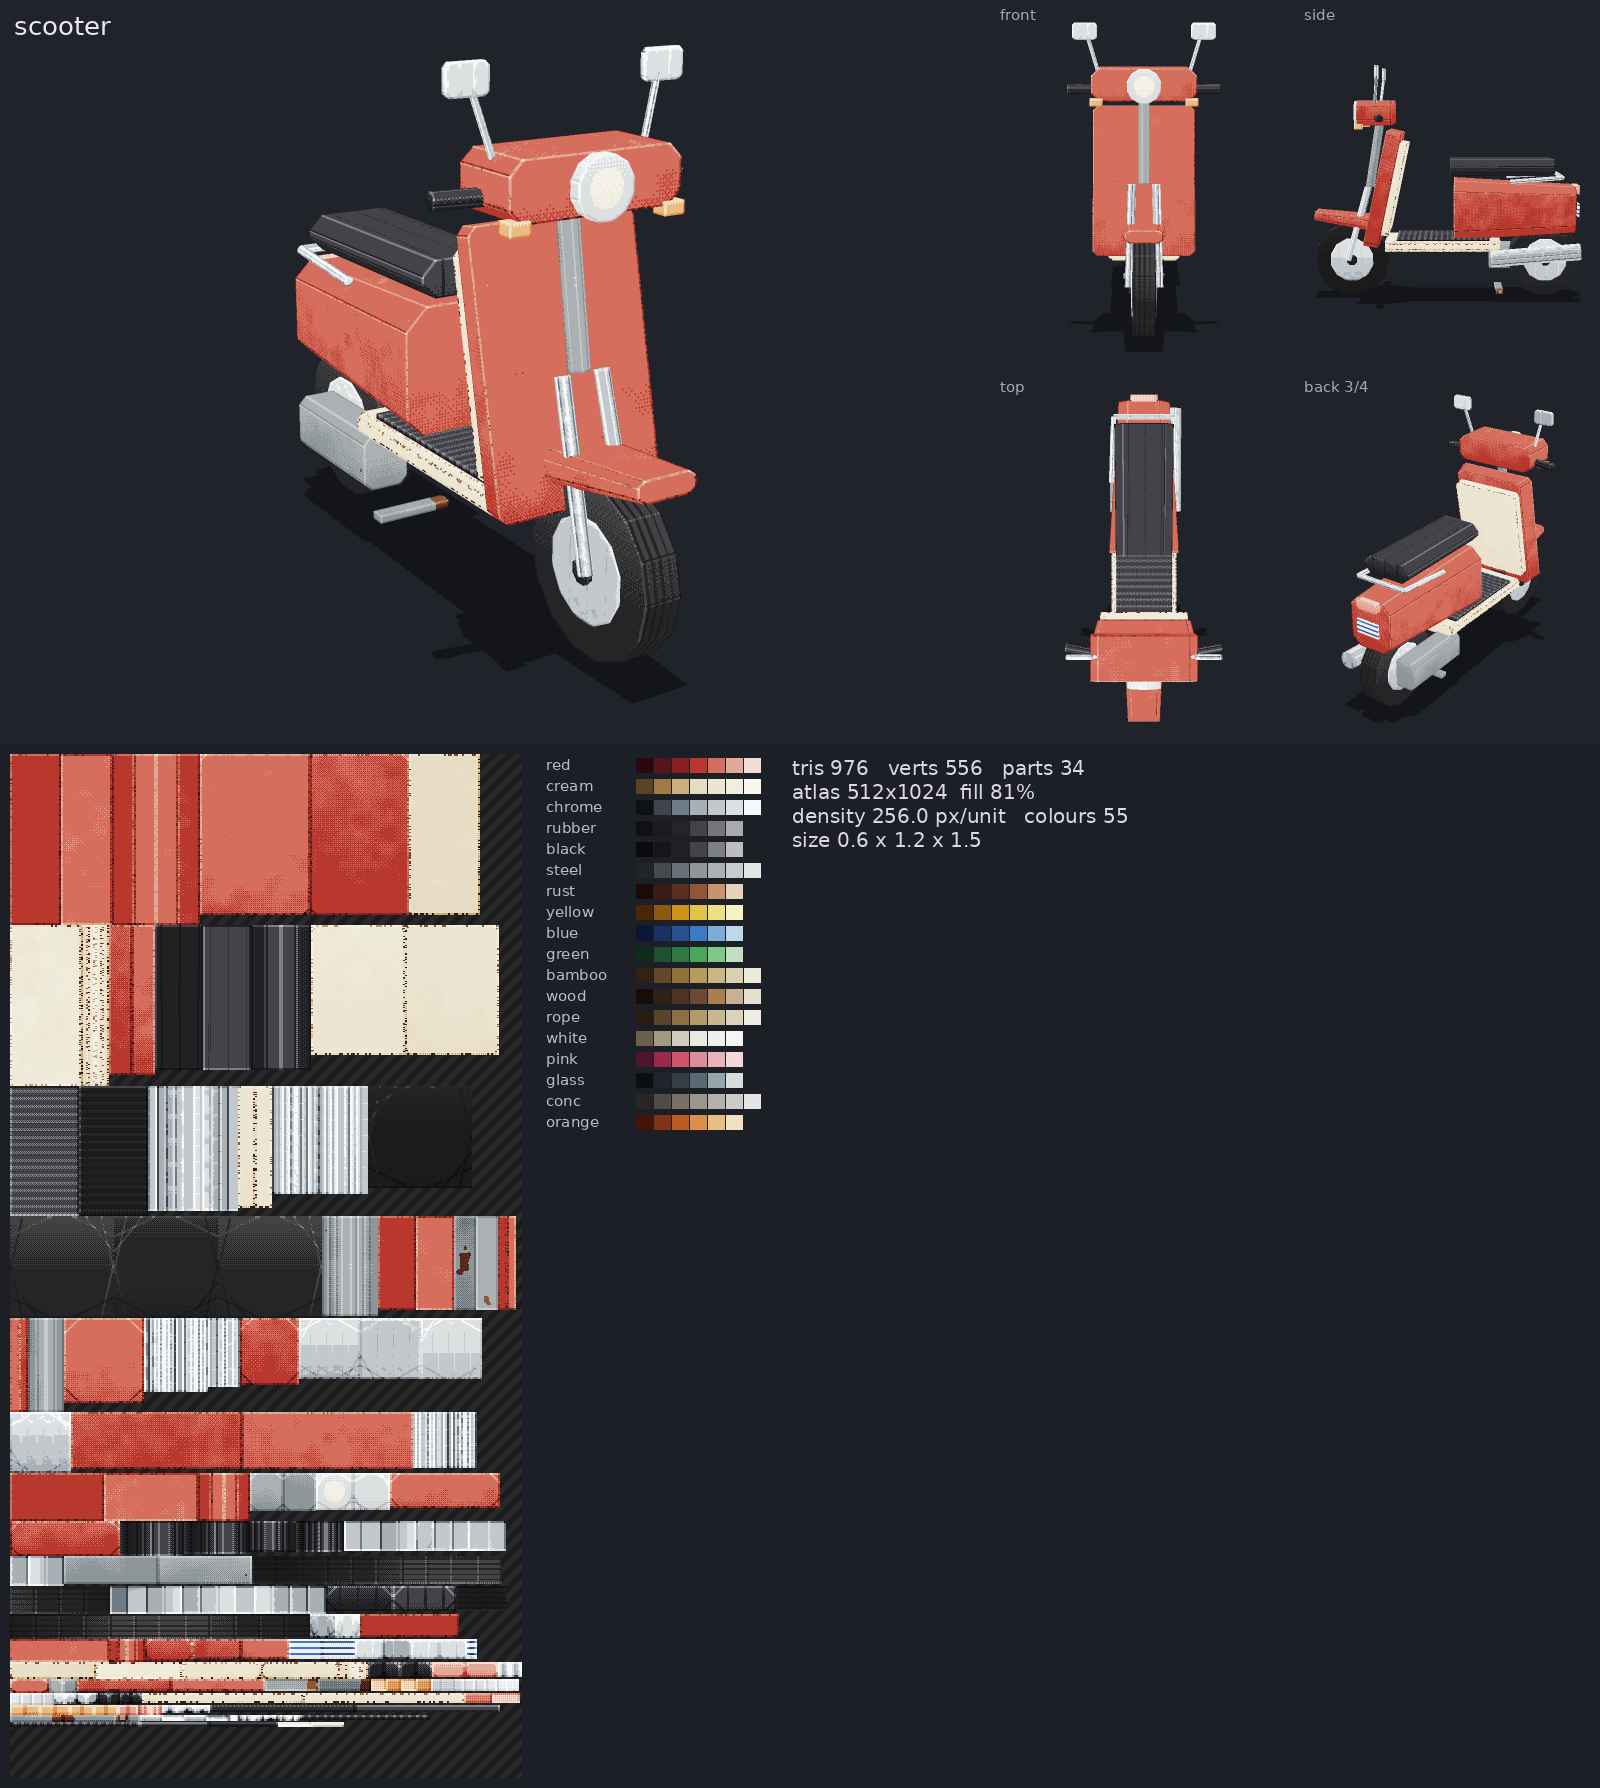 scooter
front
side
top
back 3/4
red
cream
chrome
rubber
black
steel
rust
yellow
blue
green
bamboo
wood
rope
white
pink
glass
conc
orange
tris 976 verts 556 parts 34
atlas 512x1024 fill 81%
density 256.0 px/unit colours 55
size 0.6 x 1.2 x 1.5